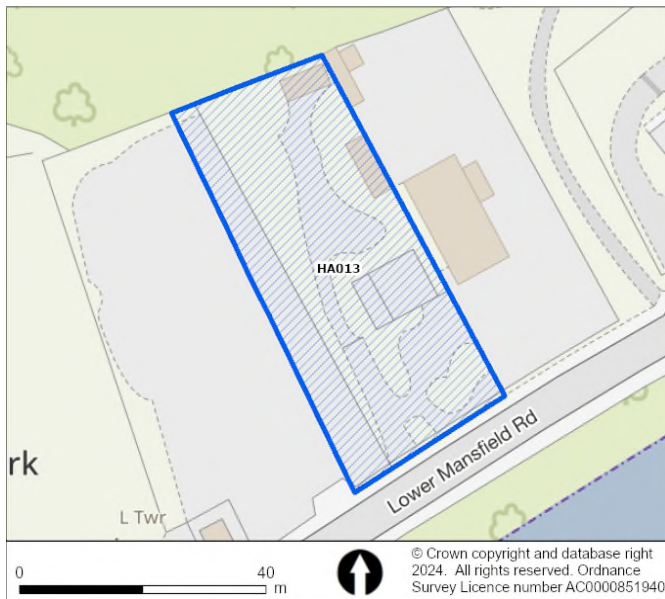 HA013
Lower Mansfield Rd
rk
L Twr
0 40
m
© Crown copyright and database right
2024. All rights reserved. Ordnance
Survey Licence number AC0000851940